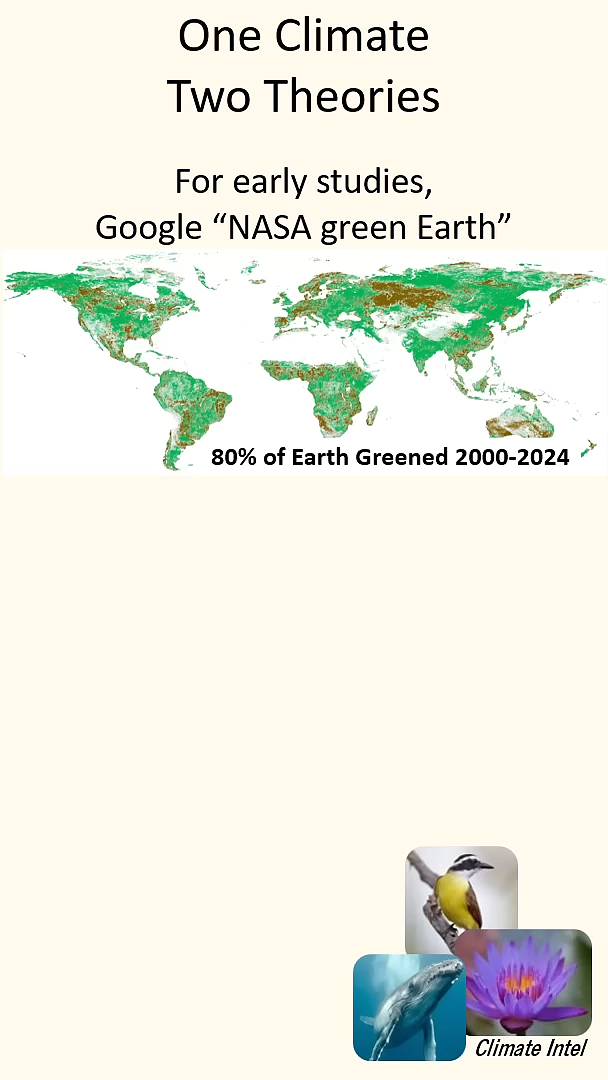 One Climate
Two Theories
For early studies,
Google “NASA green Earth”
80% of Earth Greened 2000-2024
Climate Intel